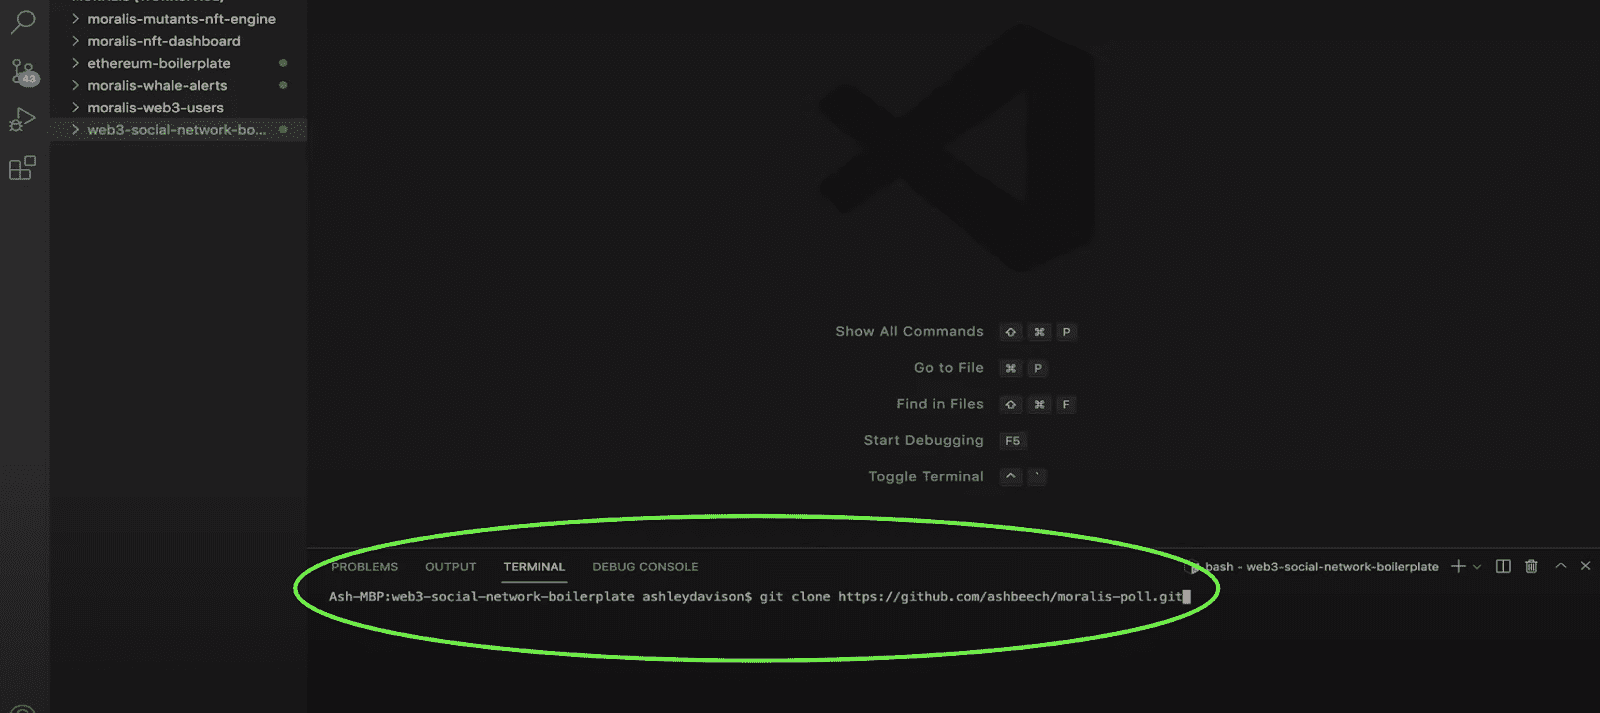 moralis-mutants-nft-engine
moralis-nft-dashboard
ethereum-boilerplate
moralis-whale-alerts
moralis-web3-users
web3-social-network-bo...
43
Show All Commands ⌘ P
Go to File ⌘ P
Find in Files ⌘ F
Start Debugging F5
Toggle Terminal ^ `
PROBLEMS OUTPUT TERMINAL DEBUG CONSOLE bash - web3-social-network-boilerplate
Ash-MBP:web3-social-network-boilerplate ashleydavison$ git clone https://github.com/ashbeech/moralis-poll.git